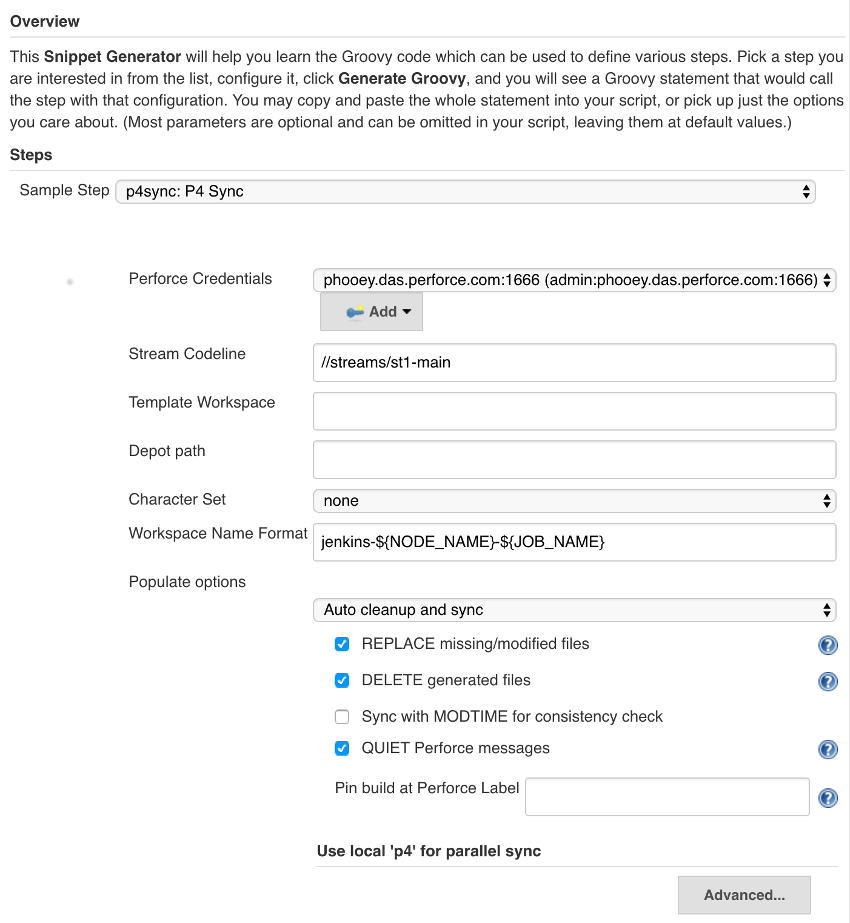 Overview
This Snippet Generator will help you learn the Groovy code which can be used to define various steps. Pick a step you
are interested in from the list, configure it, click Generate Groovy, and you will see a Groovy statement that would call
the step with that configuration. You may copy and paste the whole statement into your script, or pick up just the options
you care about. (Most parameters are optional and can be omitted in your script, leaving them at default values.)
Steps
Sample Step p4sync: P4 Sync
Perforce Credentials phooey.das.perforce.com:1666 (admin:phooey.das.perforce.com:1666)
Add
Stream Codeline //streams/st1-main
Template Workspace
Depot path
Character Set none
Workspace Name Format jenkins-${NODE_NAME}-${JOB_NAME}
Populate options
Auto cleanup and sync
REPLACE missing/modified files ?
DELETE generated files ?
Sync with MODTIME for consistency check
QUIET Perforce messages ?
Pin build at Perforce Label ?
Use local 'p4' for parallel sync
Advanced...